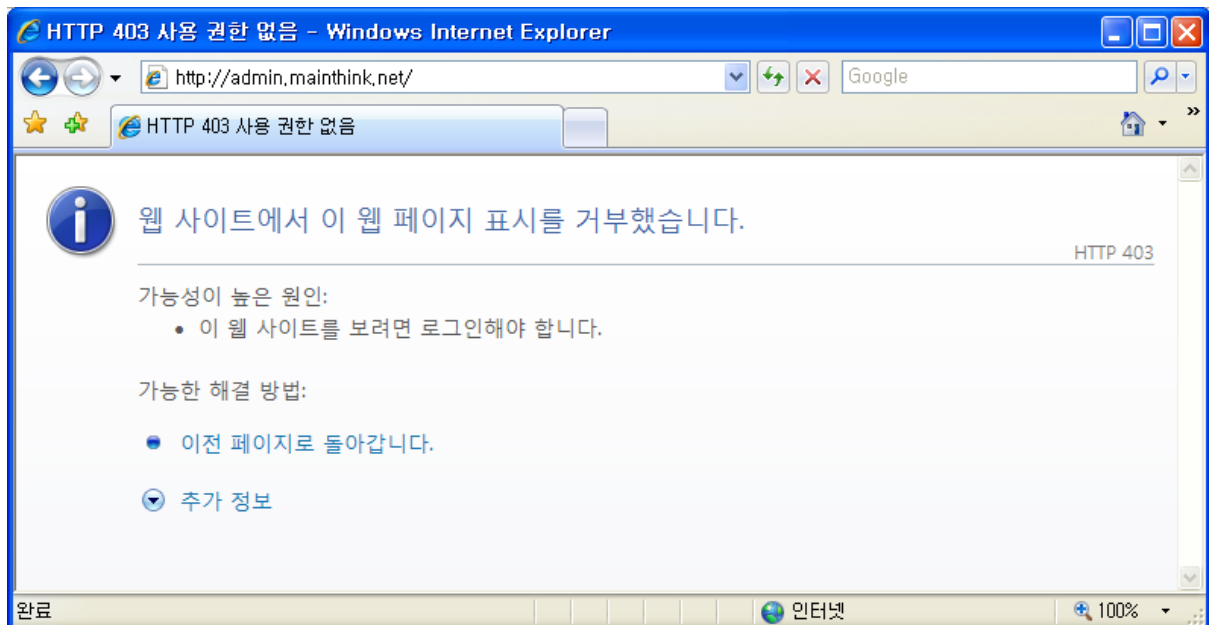 HTTP 403 사용 권한 없음 - Windows Internet Explorer
http://admin.mainthink.net/
Google
HTTP 403 사용 권한 없음
웹 사이트에서 이 웹 페이지 표시를 거부했습니다.
HTTP 403
가능성이 높은 원인:
• 이 웹 사이트를 보려면 로그인해야 합니다.
가능한 해결 방법:
이전 페이지로 돌아갑니다.
추가 정보
완료 인터넷 100%